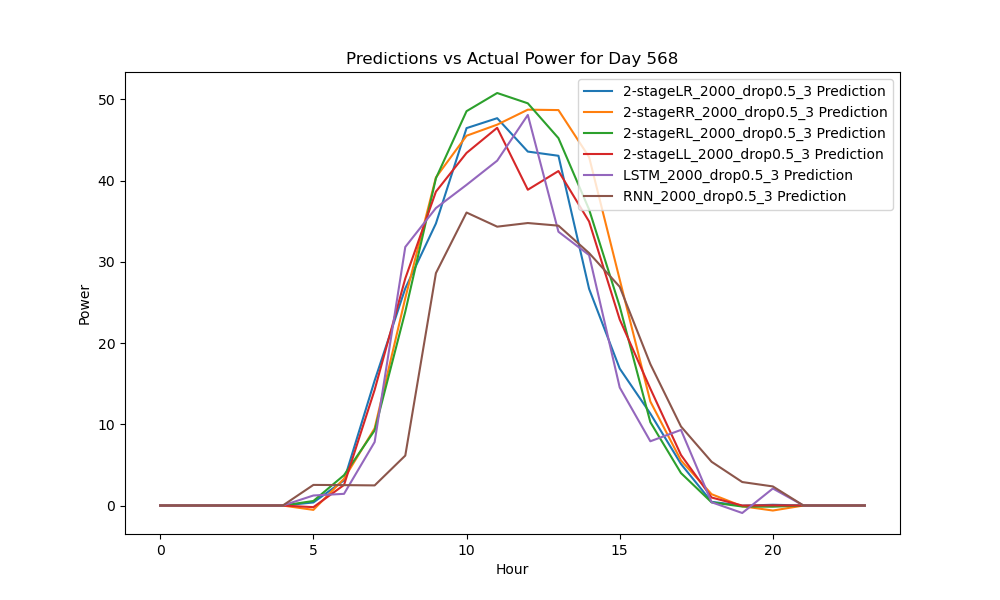 Predictions vs Actual Power for Day 568
2-stageLR_2000_drop0.5_3 Prediction
2-stageRR_2000_drop0.5_3 Prediction
2-stageRL_2000_drop0.5_3 Prediction
2-stageLL_2000_drop0.5_3 Prediction
LSTM_2000_drop0.5_3 Prediction
RNN_2000_drop0.5_3 Prediction
50
40
30
20
10
0
Power
0 5 10 15 20
Hour